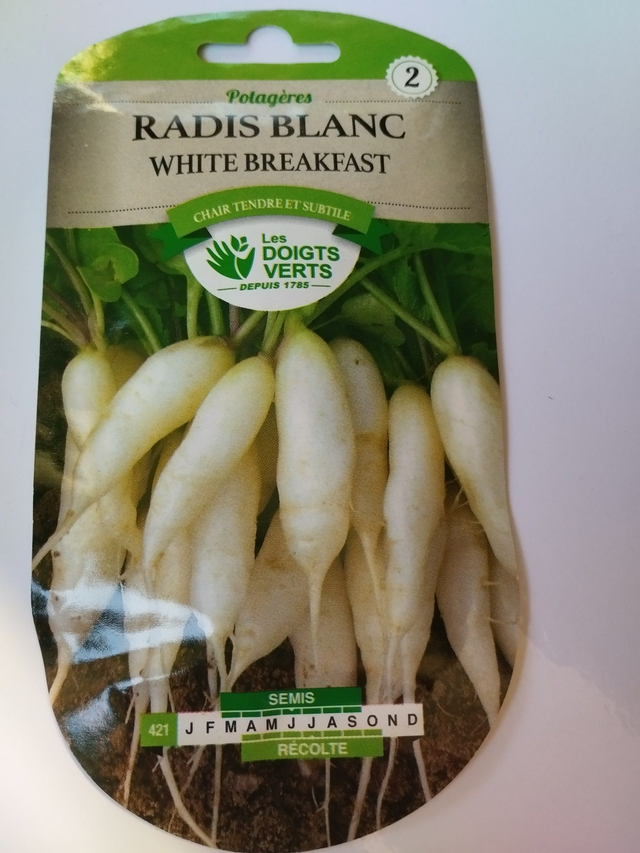 2
Potagères
RADIS BLANC
WHITE BREAKFAST
CHAIR TENDRE ET SUBTILE
Les
DOIGTS
VERTS
DEPUIS 1785
SEMIS
421 J F M A M J J A S O N D
RÉCOLTE